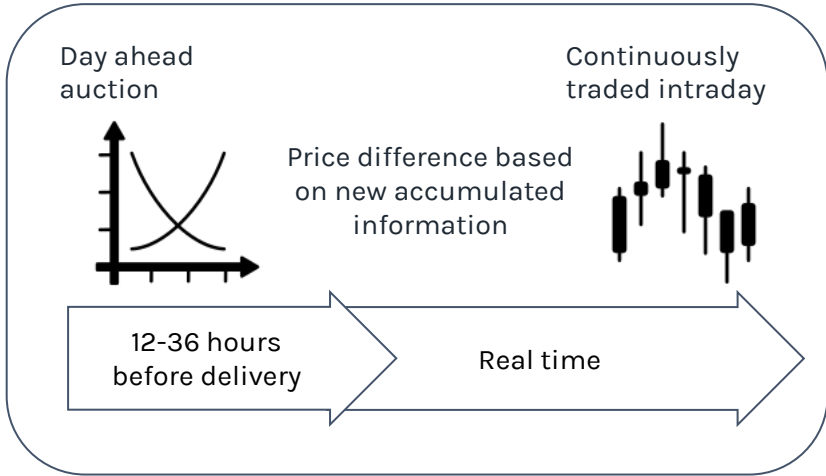 Day ahead
auction
Continuously
traded intraday
Price difference based
on new accumulated
information
12-36 hours
before delivery
Real time